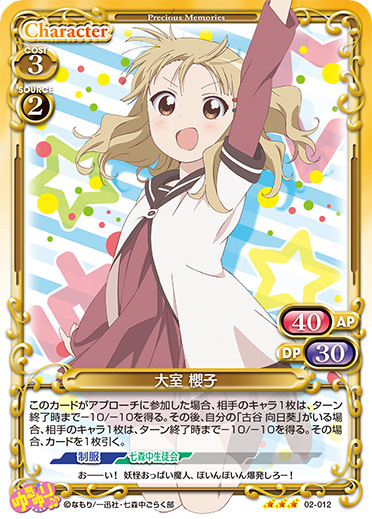 Precious Memories
Character
COST
3
SOURCE
2
40 AP
DP 30
大室 櫻子
このカードがアプローチに参加した場合、相手のキャラ1枚は、ターン
終了時まで−10/−10を得る。その後、自分の「古谷 向日葵」がいる場
合、相手のキャラ1枚は、ターン終了時まで−10/−10を得る。その
場合、カードを1枚引く。
制服 七森中生徒会
おーーい! 妖怪おっぱい魔人、ぼいんぼいん爆発しろー!
ゆるゆり
©なもり/一迅社・七森中ごらく部
02-012